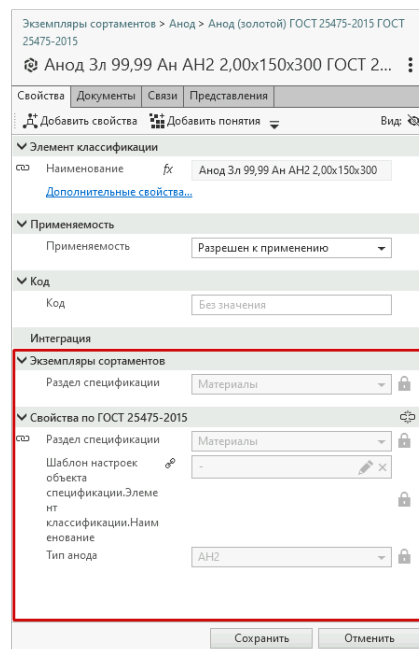 Экземпляры сортаментов > Анод > Анод (золотой) ГОСТ 25475-2015 ГОСТ
25475-2015
Анод Зл 99,99 Ан АН2 2,00х150х300 ГОСТ 2...
Свойства Документы Связи Представления
Добавить свойства Добавить понятия Вид:
Элемент классификации
Наименование fx Анод Зл 99,99 Ан АН2 2,00х150х300
Дополнительные свойства...
Применяемость
Применяемость Разрешен к применению
Код
Код Без значения
Интеграция
Экземпляры сортаментов
Раздел спецификации Материалы
Свойства по ГОСТ 25475-2015
Раздел спецификации Материалы
Шаблон настроек -
объекта
спецификации.Элеме
нт
классификации.Наим
енование
Тип анода АН2
Сохранить Отменить